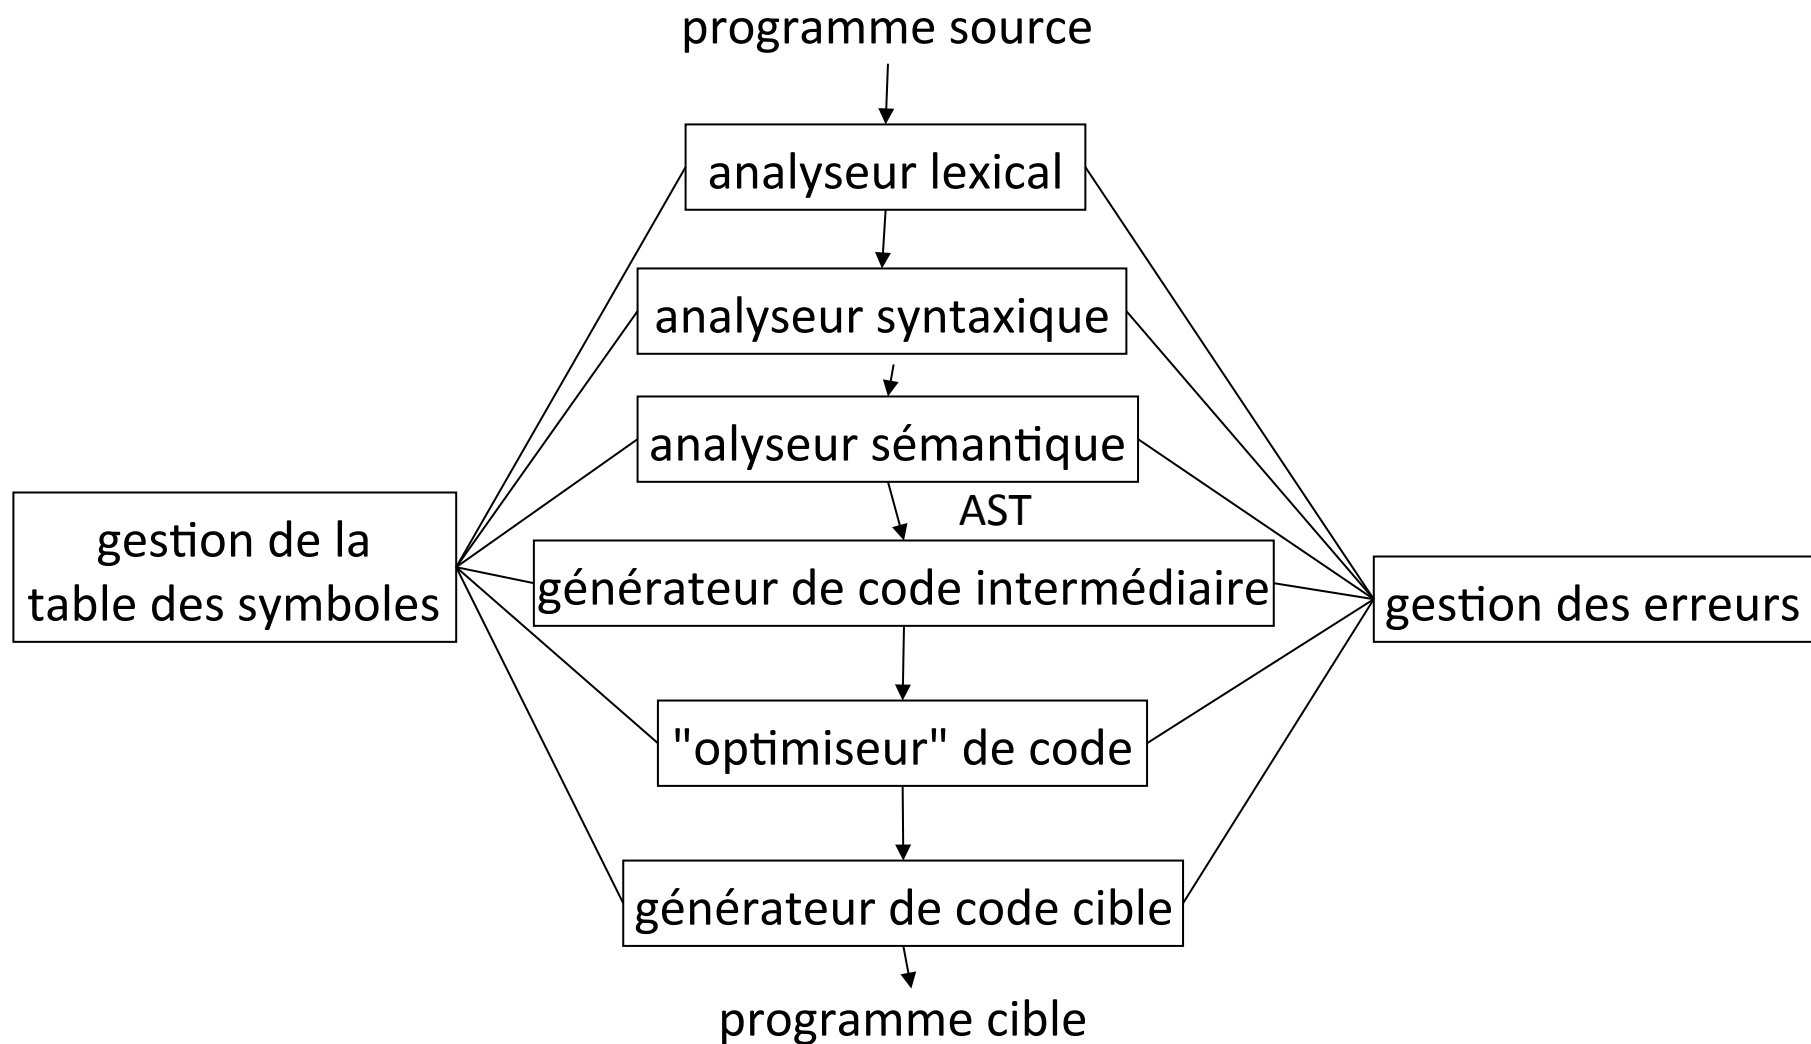 programme source
analyseur lexical
analyseur syntaxique
analyseur sémantique
AST
gestion de la
table des symboles
générateur de code intermédiaire
gestion des erreurs
"optimiseur" de code
générateur de code cible
programme cible